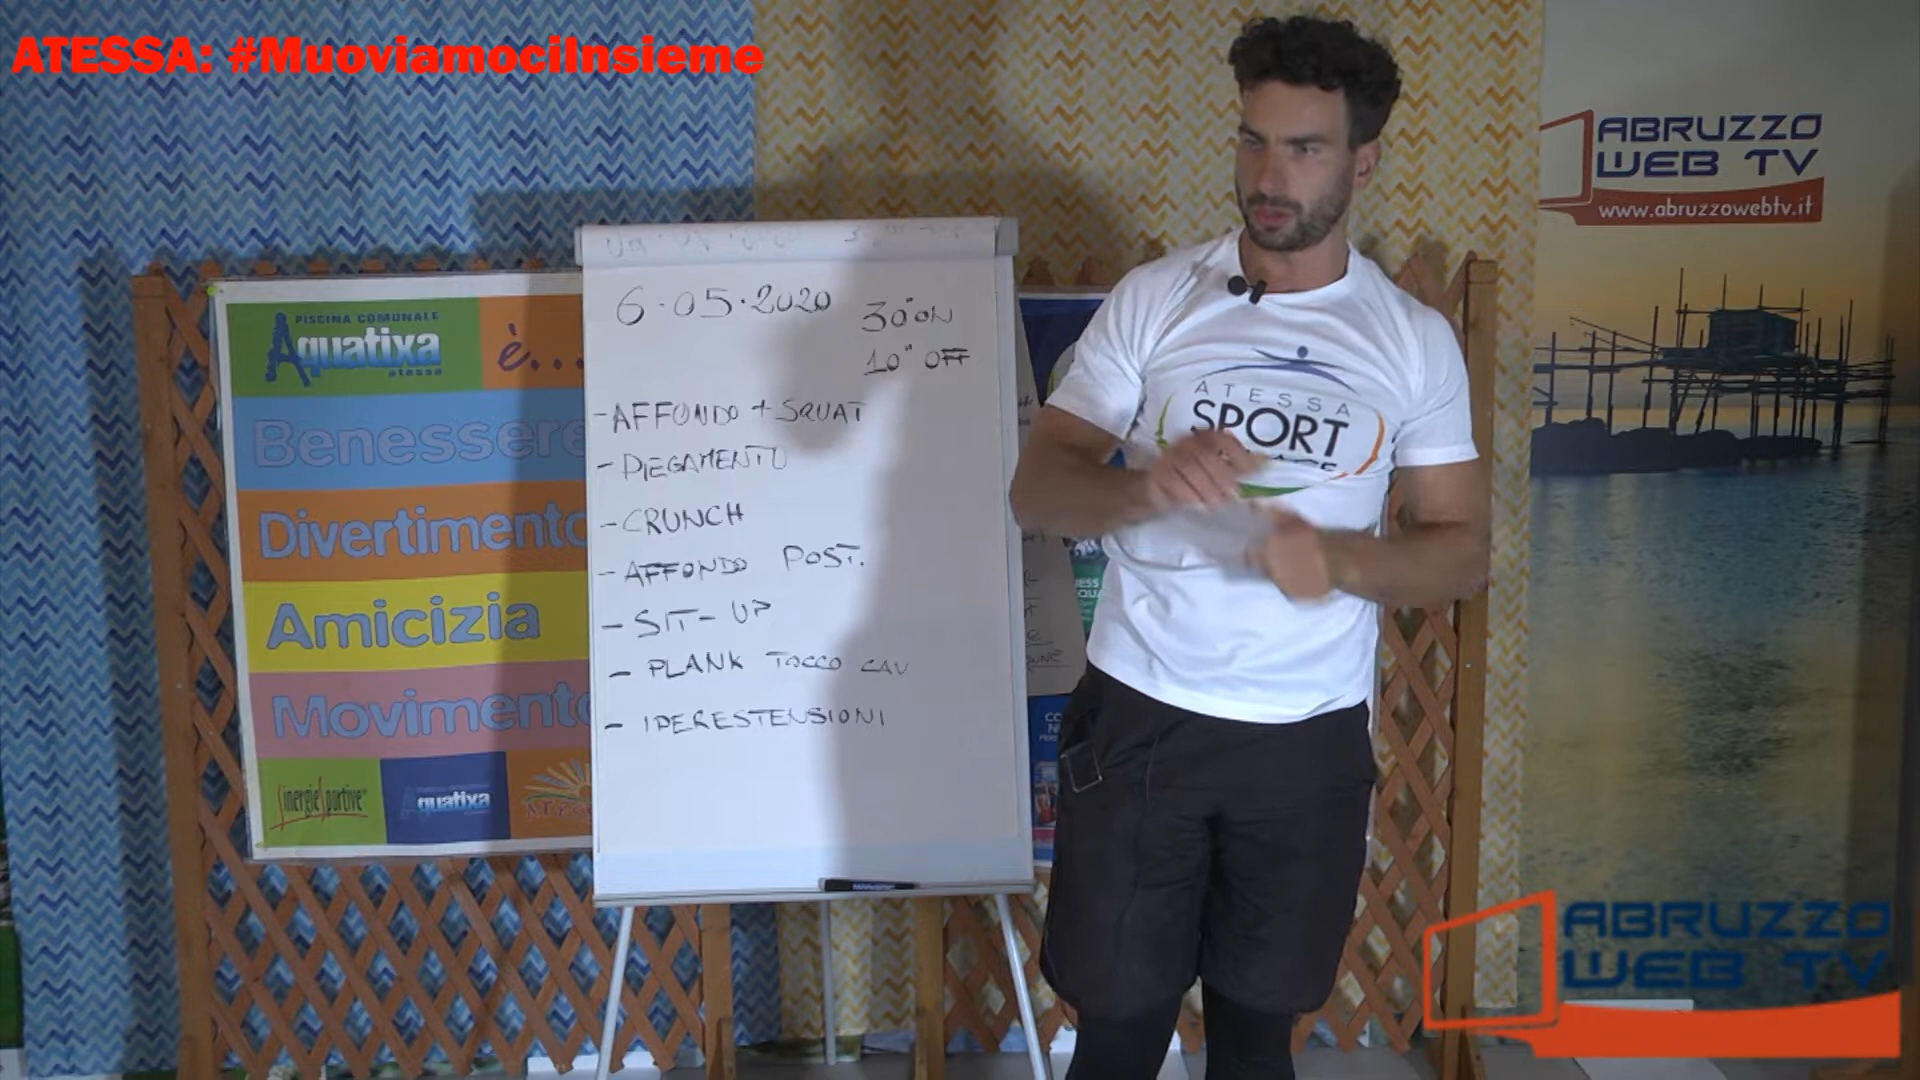 ATESSA: #MuoviamociInsieme
PISCINA COMUNALE
Aquatixa
atessa
è...
Benessere
Divertimento
Amicizia
Movimento
Sinergie Sportive
Aquatixa
6.05.2020
30" ON
10" OFF
- AFFONDO + SQUAT
- PIEGAMENTO
- CRUNCH
- AFFONDO POST.
- SIT-UP
- PLANK TOCCO CAV
- IPERESTENSIONI
ATESSA
SPORT
ABRUZZO
WEB TV
www.abruzzowebtv.it
ABRUZZO
WEB TV